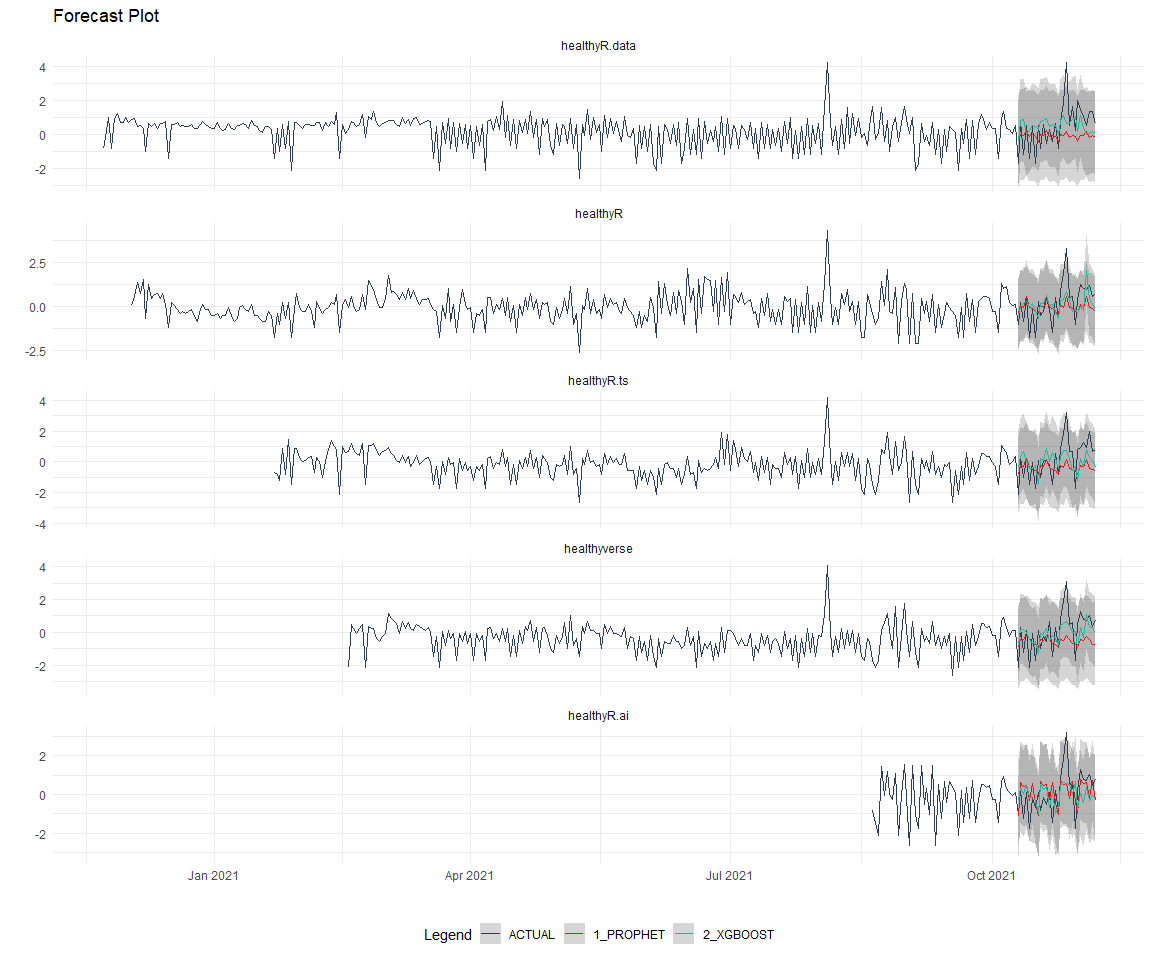 Forecast Plot
healthyR.data
4
2
0
-2
healthyR
2.5
0.0
-2.5
healthyR.ts
4
2
0
-2
-4
healthyverse
4
2
0
-2
healthyR.ai
2
0
-2
Jan 2021 Apr 2021 Jul 2021 Oct 2021
Legend ACTUAL 1_PROPHET 2_XGBOOST